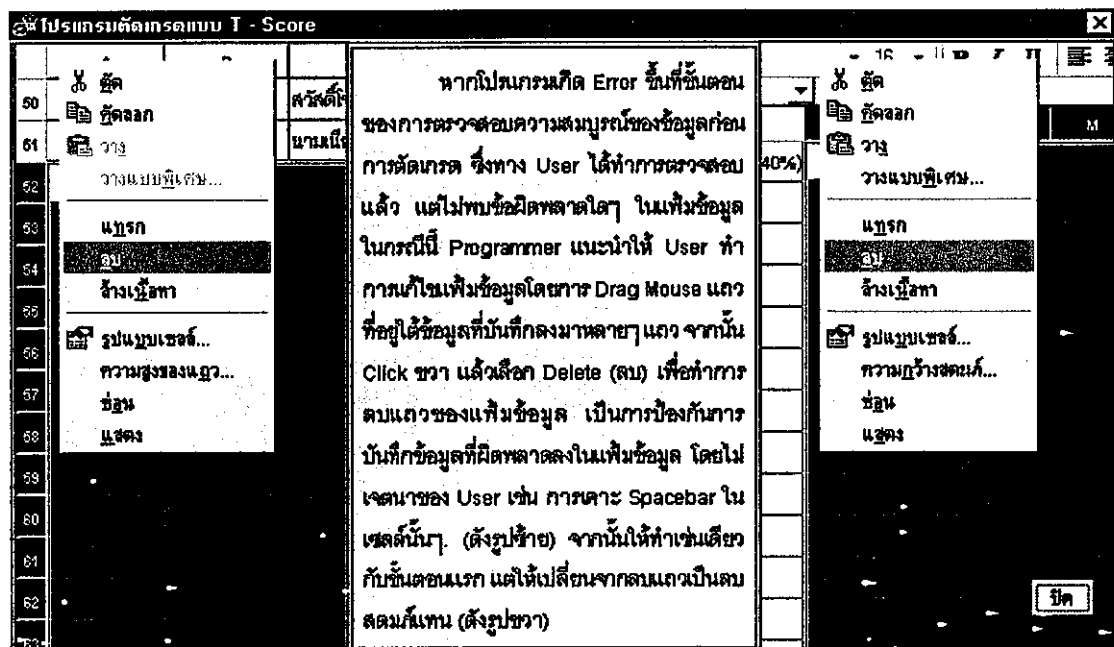 โปรแกรมตัดเกรดแบบ T - Score
ตัด
คัดลอก
วาง
วางแบบพิเศษ...
แทรก
ลบ
ล้างเนื้อหา
รูปแบบเซลล์...
ความสูงของแถว...
ซ่อน
แสดง
50
51
52
53
54
55
56
57
58
59
60
61
62
63
หากโปรแกรมเกิด Error ขึ้นที่ขั้นตอน
ของการตรวจสอบความสมบูรณ์ของข้อมูลก่อน
การตัดเกรด ซึ่งทาง User ได้ทำการตรวจสอบ
แล้ว แต่ไม่พบข้อผิดพลาดใดๆ ในแฟ้มข้อมูล
ในกรณีนี้ Programmer แนะนำให้ User ทำ
การแก้ไขแฟ้มข้อมูลโดยการ Drag Mouse แถว
ที่อยู่ใต้ข้อมูลที่บันทึกลงมาหลายๆ แถว จากนั้น
Click ขวา แล้วเลือก Delete (ลบ) เพื่อทำการ
ลบแถวของแฟ้มข้อมูล เป็นการป้องกันการ
บันทึกข้อมูลที่ผิดพลาดลงในแฟ้มข้อมูล โดยไม่
เจตนาของ User เช่น การเคาะ Spacebar ใน
เซลล์นั้นๆ. (ดังรูปซ้าย) จากนั้นให้ทำเช่นเดียว
กับขั้นตอนแรก แต่ให้เปลี่ยนจากลบแถวเป็นลบ
สดมภ์แทน (ดังรูปขวา)
40%)
16
M
ตัด
คัดลอก
วาง
วางแบบพิเศษ...
แทรก
ลบ
ล้างเนื้อหา
รูปแบบเซลล์...
ความกว้างสดมภ์...
ซ่อน
แสดง
ปิด